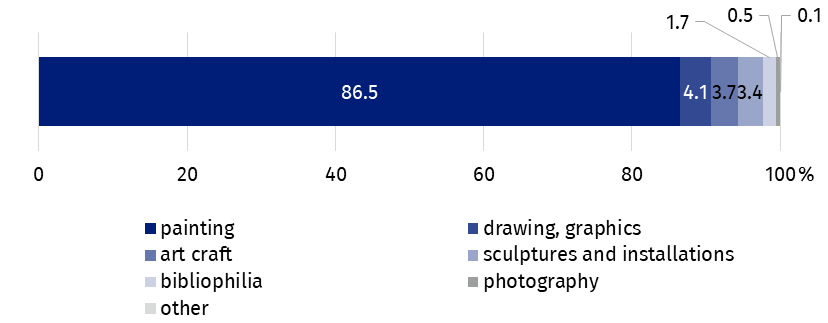 0.5 0.1
1.7
86.5 4.1 3.7 3.4
0 20 40 60 80 100 %
painting drawing, graphics
art craft sculptures and installations
bibliophilia photography
other